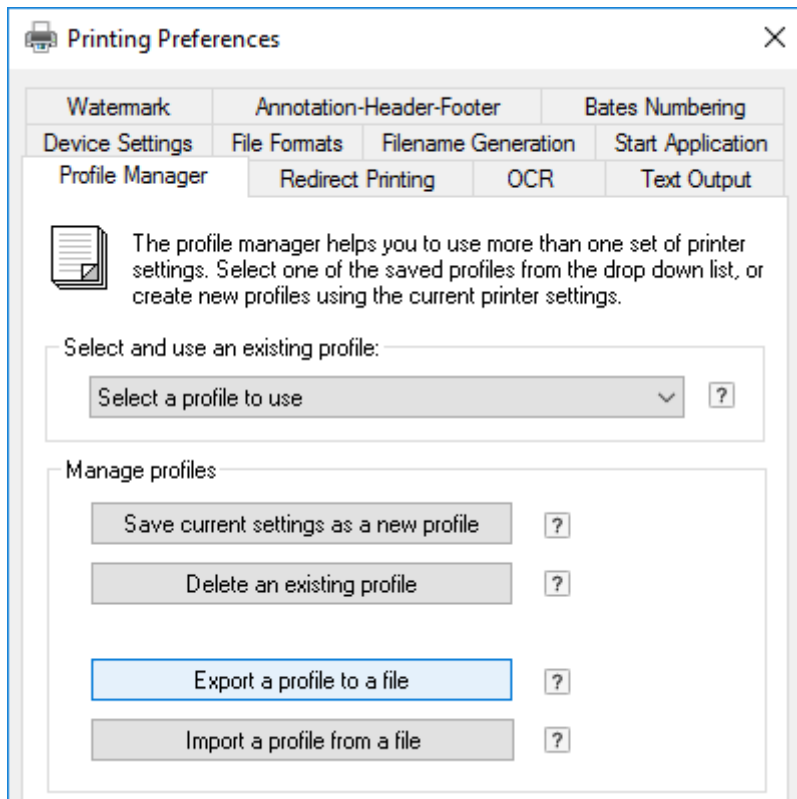 Printing Preferences
Watermark Annotation-Header-Footer Bates Numbering
Device Settings File Formats Filename Generation Start Application
Profile Manager Redirect Printing OCR Text Output
The profile manager helps you to use more than one set of printer
settings. Select one of the saved profiles from the drop down list, or
create new profiles using the current printer settings.
Select and use an existing profile:
Select a profile to use ?
Manage profiles
Save current settings as a new profile ?
Delete an existing profile ?
Export a profile to a file ?
Import a profile from a file ?